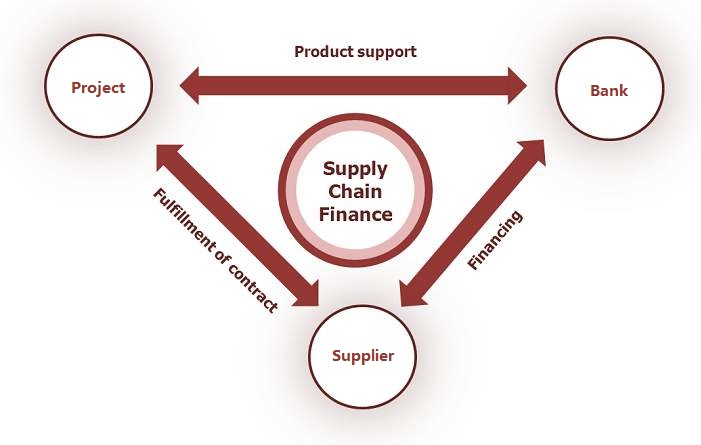 Product support
Project
Bank
Supply
Chain
Finance
Fulfillment of contract
Financing
Supplier